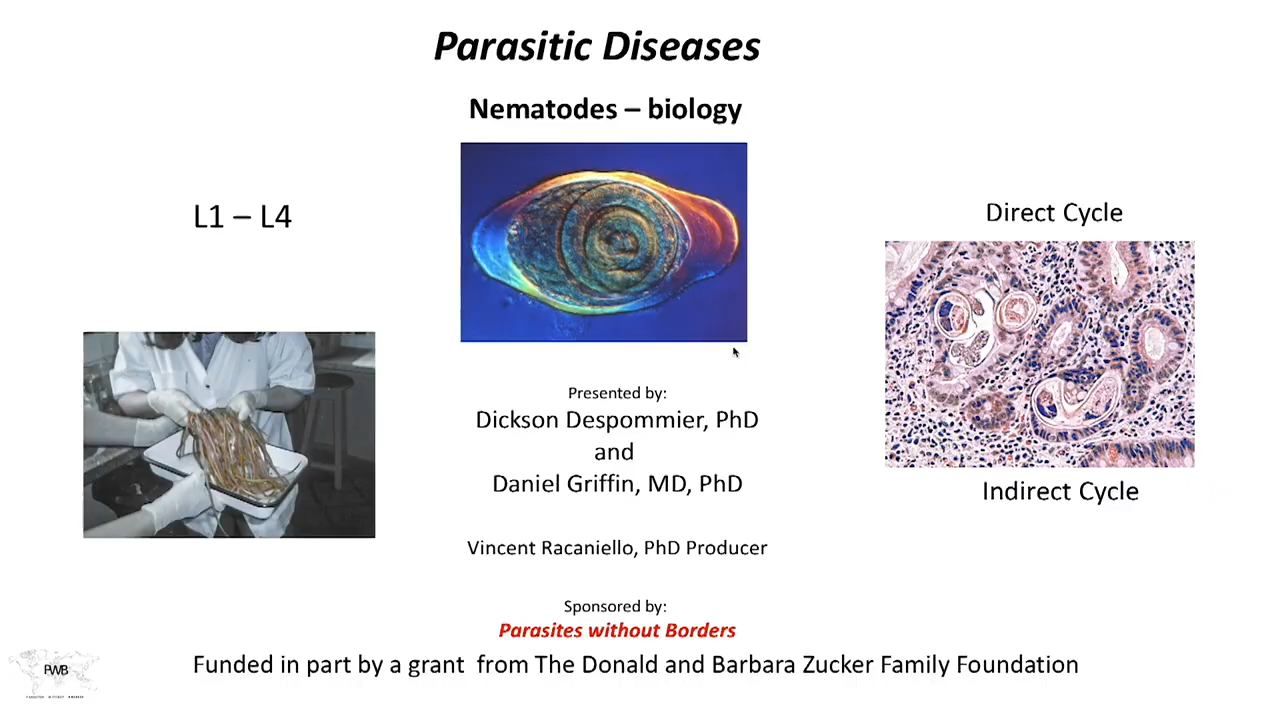 Parasitic Diseases
Nematodes – biology
L1 – L4
Direct Cycle
Indirect Cycle
Presented by:
Dickson Despommier, PhD
and
Daniel Griffin, MD, PhD
Vincent Racaniello, PhD Producer
Sponsored by:
Parasites without Borders
Funded in part by a grant from The Donald and Barbara Zucker Family Foundation
PWB